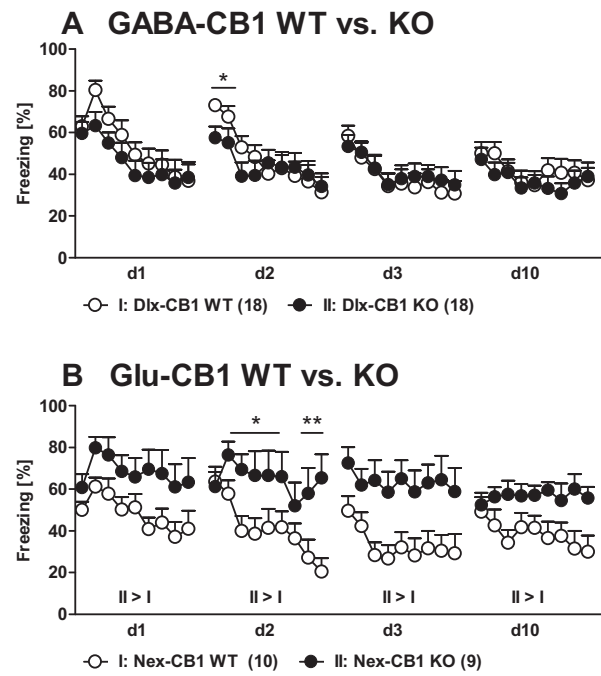 A GABA-CB1 WT vs. KO
Freezing [%]
100
80
60
40
20
0
*
d1 d2 d3 d10
I: Dlx-CB1 WT (18) II: Dlx-CB1 KO (18)
B Glu-CB1 WT vs. KO
Freezing [%]
100
80
60
40
20
0
* **
II > I II > I II > I II > I
d1 d2 d3 d10
I: Nex-CB1 WT (10) II: Nex-CB1 KO (9)